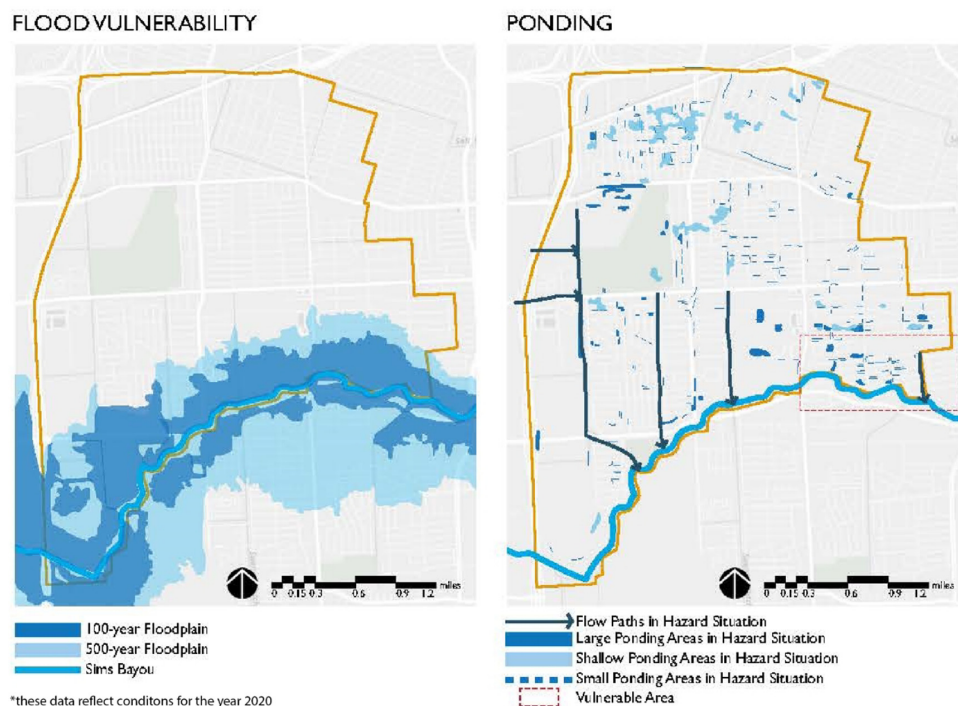 FLOOD VULNERABILITY
0 0.15 0.3 0.6 0.9 1.2 miles
100-year Floodplain
500-year Floodplain
Sims Bayou
*these data reflect conditons for the year 2020
PONDING
0 0.15 0.3 0.6 0.9 1.2 miles
Flow Paths in Hazard Situation
Large Ponding Areas in Hazard Situation
Shallow Ponding Areas in Hazard Situation
Small Ponding Areas in Hazard Situation
Vulnerable Area